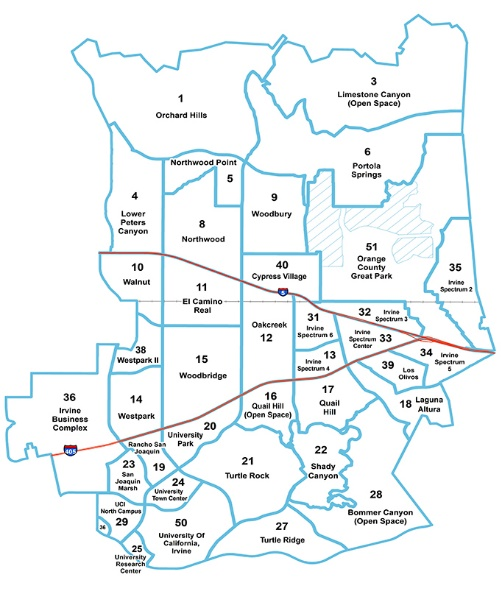 1
Orchard Hills
3
Limestone Canyon
(Open Space)
6
Portola
Springs
Northwood Point
5
4
Lower
Peters
Canyon
8
Northwood
9
Woodbury
51
Orange
County
Great Park
35
Irvine
Spectrum 2
10
Walnut
11
El Camino
Real
40
Cypress Village
5
Oakcreek
12
31
Irvine
Spectrum 6
32
Irvine
Spectrum 3
Irvine
Spectrum
Center
33
34
Irvine
Spectrum
5
13
Irvine
Spectrum 4
39
Los
Olivos
38
Westpark II
15
Woodbridge
14
Westpark
36
Irvine
Business
Complex
405
16
Quail Hill
(Open Space)
17
Quail
Hill
18
Laguna
Altura
20
University
Park
Rancho San
Joaquin
19
23
San
Joaquin
Marsh
24
University
Town Center
21
Turtle Rock
22
Shady
Canyon
28
Bommer Canyon
(Open Space)
UCI
North Campus
29
36
25
University
Research
Center
50
University Of
California,
Irvine
27
Turtle Ridge